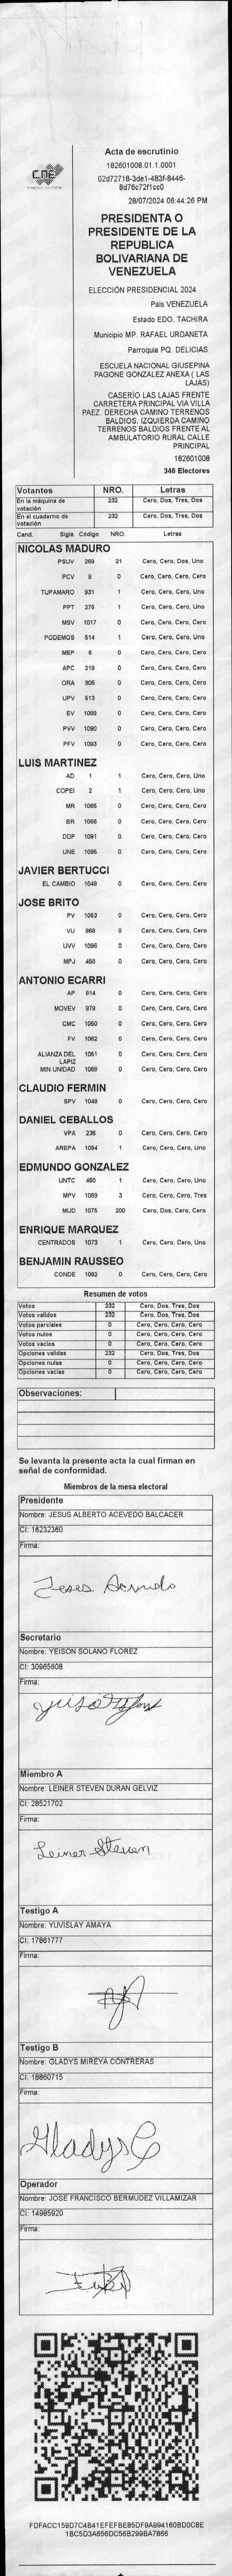 CNE
Acta de escrutinio
182601008.01.1.0001
02d72718-3de1-483f-8446-
8d76c72f1cc0
28/07/2024 06:44:26 PM
PRESIDENTA O
PRESIDENTE DE LA
REPUBLICA
BOLIVARIANA DE
VENEZUELA
ELECCIÓN PRESIDENCIAL 2024
País VENEZUELA
Estado EDO. TACHIRA
Municipio MP. RAFAEL URDANETA
Parroquia PQ. DELICIAS
ESCUELA NACIONAL GIUSEPINA
PAGONE GONZALEZ ANEXA ( LAS
LAJAS)
CASERÍO LAS LAJAS FRENTE
CARRETERA PRINCIPAL VIA VILLA
PAEZ. DERECHA CAMINO TERRENOS
BALDIOS. IZQUIERDA CAMINO
TERRENOS BALDIOS FRENTE AL
AMBULATORIO RURAL CALLE
PRINCIPAL
182601008
346 Electores
Votantes NRO. Letras
En la máquina de votación 232 Cero, Dos, Tres, Dos
En el cuaderno de votación 232 Cero, Dos, Tres, Dos
Cand. Sigla Código NRO. Letras
NICOLAS MADURO
PSUV 269 21 Cero, Cero, Dos, Uno
PCV 9 0 Cero, Cero, Cero, Cero
TUPAMARO 931 1 Cero, Cero, Cero, Uno
PPT 276 1 Cero, Cero, Cero, Uno
MSV 1017 0 Cero, Cero, Cero, Cero
PODEMOS 514 1 Cero, Cero, Cero, Uno
MEP 6 0 Cero, Cero, Cero, Cero
APC 219 0 Cero, Cero, Cero, Cero
ORA 905 0 Cero, Cero, Cero, Cero
UPV 513 0 Cero, Cero, Cero, Cero
EV 1089 0 Cero, Cero, Cero, Cero
PVV 1090 0 Cero, Cero, Cero, Cero
PFV 1093 0 Cero, Cero, Cero, Cero
LUIS MARTINEZ
AD 1 1 Cero, Cero, Cero, Uno
COPEI 2 1 Cero, Cero, Cero, Uno
MR 1065 0 Cero, Cero, Cero, Cero
BR 1066 0 Cero, Cero, Cero, Cero
DDP 1091 0 Cero, Cero, Cero, Cero
UNE 1095 0 Cero, Cero, Cero, Cero
JAVIER BERTUCCI
EL CAMBIO 1048 0 Cero, Cero, Cero, Cero
JOSE BRITO
PV 1053 0 Cero, Cero, Cero, Cero
VU 868 0 Cero, Cero, Cero, Cero
UVV 1096 0 Cero, Cero, Cero, Cero
MPJ 458 0 Cero, Cero, Cero, Cero
ANTONIO ECARRI
AP 814 0 Cero, Cero, Cero, Cero
MOVEV 979 0 Cero, Cero, Cero, Cero
CMC 1050 0 Cero, Cero, Cero, Cero
FV 1062 0 Cero, Cero, Cero, Cero
ALIANZA DEL LAPIZ 1051 0 Cero, Cero, Cero, Cero
MIN UNIDAD 1068 0 Cero, Cero, Cero, Cero
CLAUDIO FERMIN
SPV 1049 0 Cero, Cero, Cero, Cero
DANIEL CEBALLOS
VPA 236 0 Cero, Cero, Cero, Cero
AREPA 1094 1 Cero, Cero, Cero, Uno
EDMUNDO GONZALEZ
UNTC 460 1 Cero, Cero, Cero, Uno
MPV 1069 3 Cero, Cero, Cero, Tres
MUD 1076 200 Cero, Dos, Cero, Cero
ENRIQUE MARQUEZ
CENTRADOS 1073 1 Cero, Cero, Cero, Uno
BENJAMIN RAUSSEO
CONDE 1092 0 Cero, Cero, Cero, Cero
Resumen de votos
Votos 232 Cero, Dos, Tres, Dos
Votos validos 232 Cero, Dos, Tres, Dos
Votos parciales 0 Cero, Cero, Cero, Cero
Votos nulos 0 Cero, Cero, Cero, Cero
Votos vacios 0 Cero, Cero, Cero, Cero
Opciones validas 232 Cero, Dos, Tres, Dos
Opciones nulas 0 Cero, Cero, Cero, Cero
Opciones vacias 0 Cero, Cero, Cero, Cero
Observaciones:
Se levanta la presente acta la cual firman en
señal de conformidad.
Miembros de la mesa electoral
Presidente
Nombre: JESUS ALBERTO ACEVEDO BALCACER
CI: 16232360
Firma:
Secretario
Nombre: YEISON SOLANO FLOREZ
CI: 30965608
Firma:
Miembro A
Nombre: LEINER STEVEN DURAN GELVIZ
CI: 28521702
Firma:
Leiner Steven
Testigo A
Nombre: YUVISLAY AMAYA
CI: 17861777
Firma:
Testigo B
Nombre: GLADYS MIREYA CONTRERAS
CI: 18860715
Firma:
Gladys C
Operador
Nombre: JOSE FRANCISCO BERMUDEZ VILLAMIZAR
CI: 14985920
Firma:
FDFACC159D7C4B41EFEFBE85DF9A994160BD0C8E
1BC5D3A656DC56B299BA7866